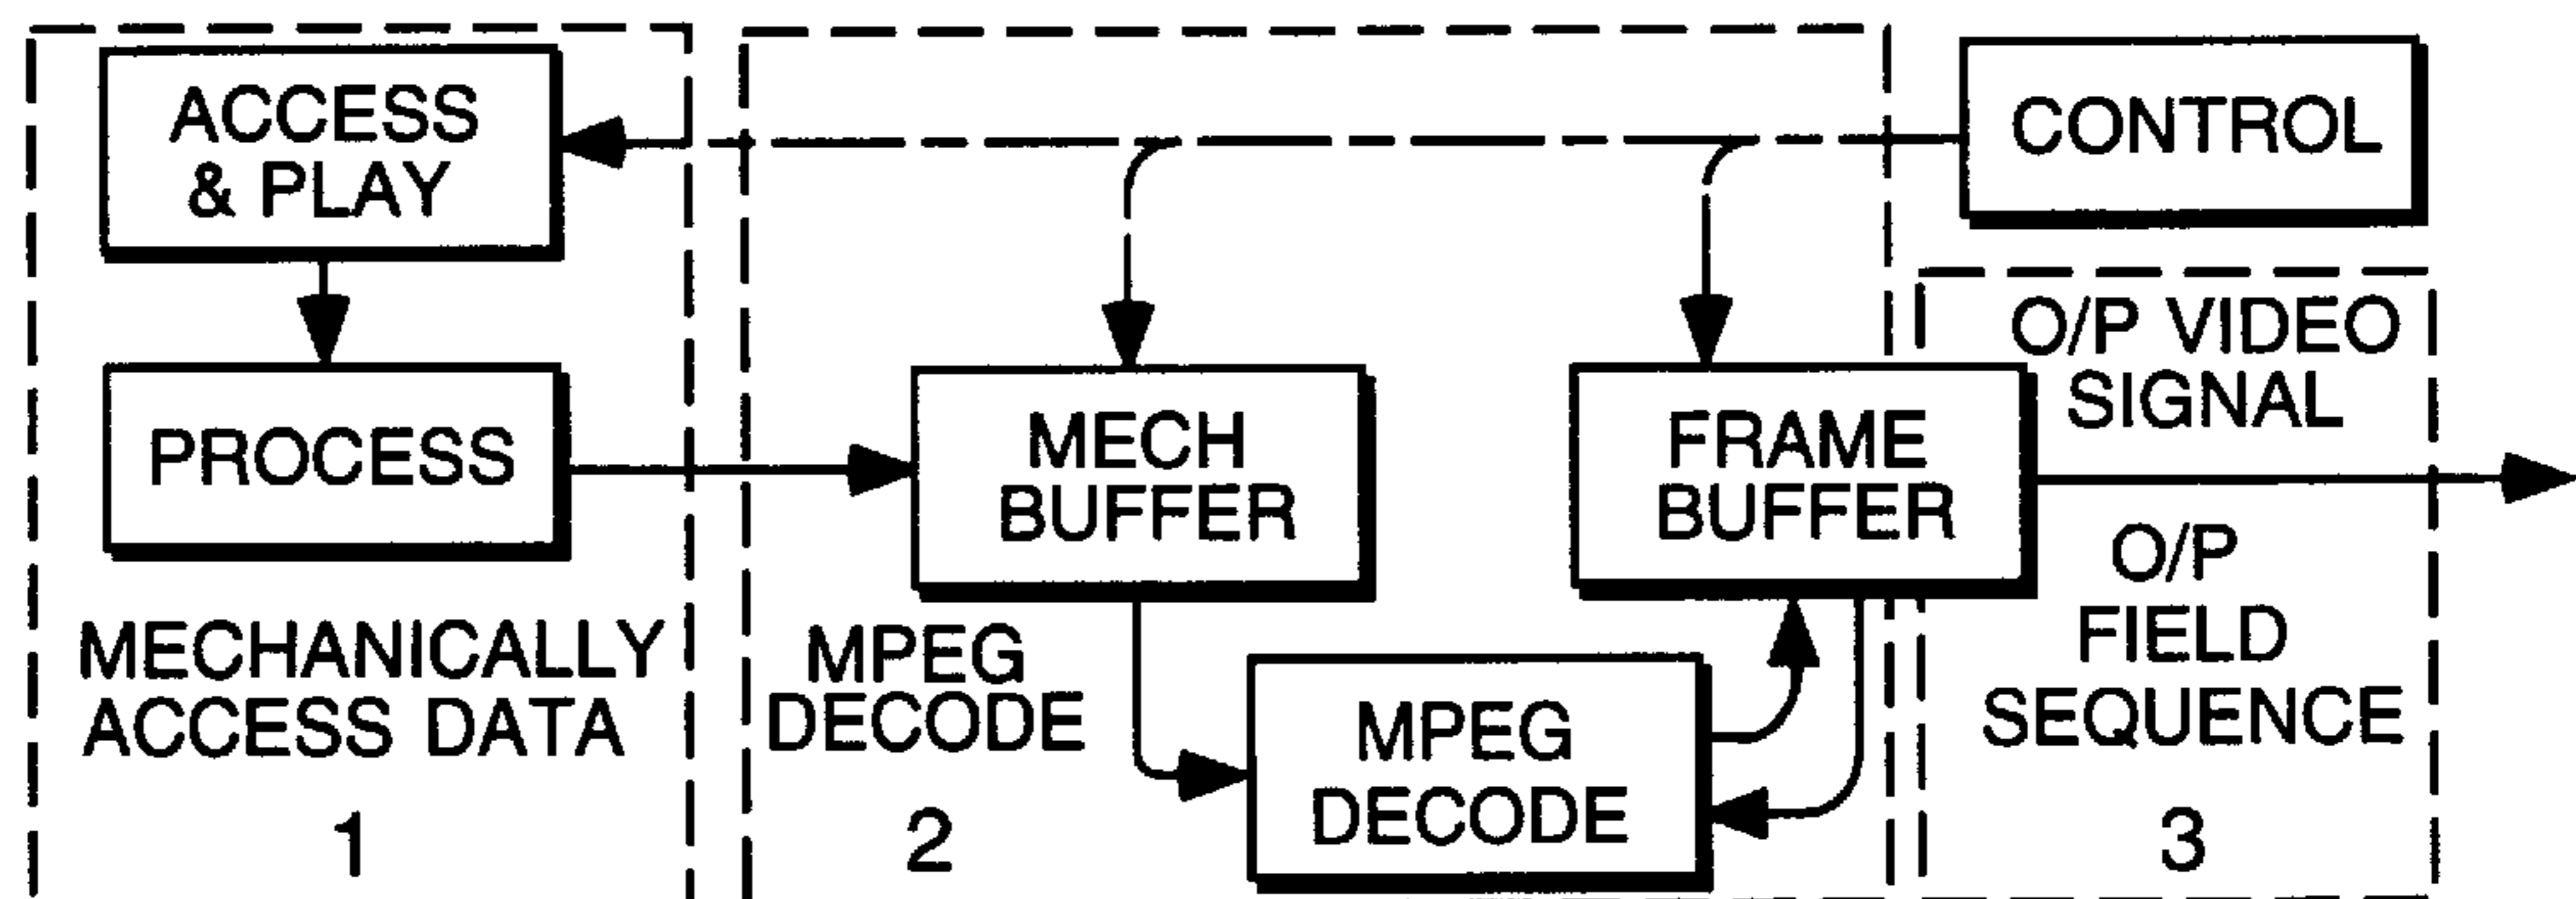 ACCESS
& PLAY
CONTROL
PROCESS
MECH
BUFFER
FRAME
BUFFER
O/P VIDEO
SIGNAL
O/P
FIELD
SEQUENCE
3
MECHANICALLY
ACCESS DATA
1
MPEG
DECODE
2
MPEG
DECODE